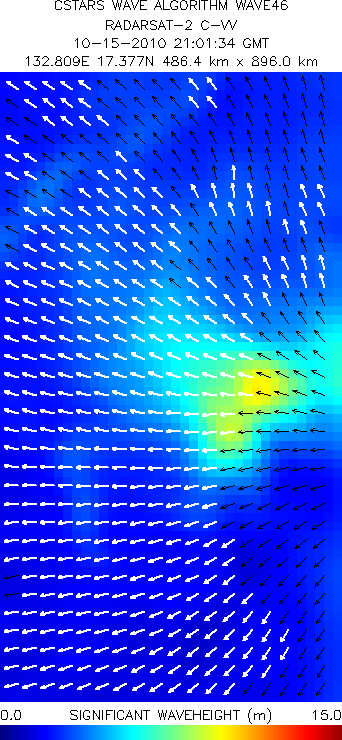 CSTARS WAVE ALGORITHM WAVE46
RADARSAT-2 C-VV
10-15-2010 21:01:34 GMT
132.809E 17.377N 486.4 km x 896.0 km
0.0 SIGNIFICANT WAVEHEIGHT (m) 15.0